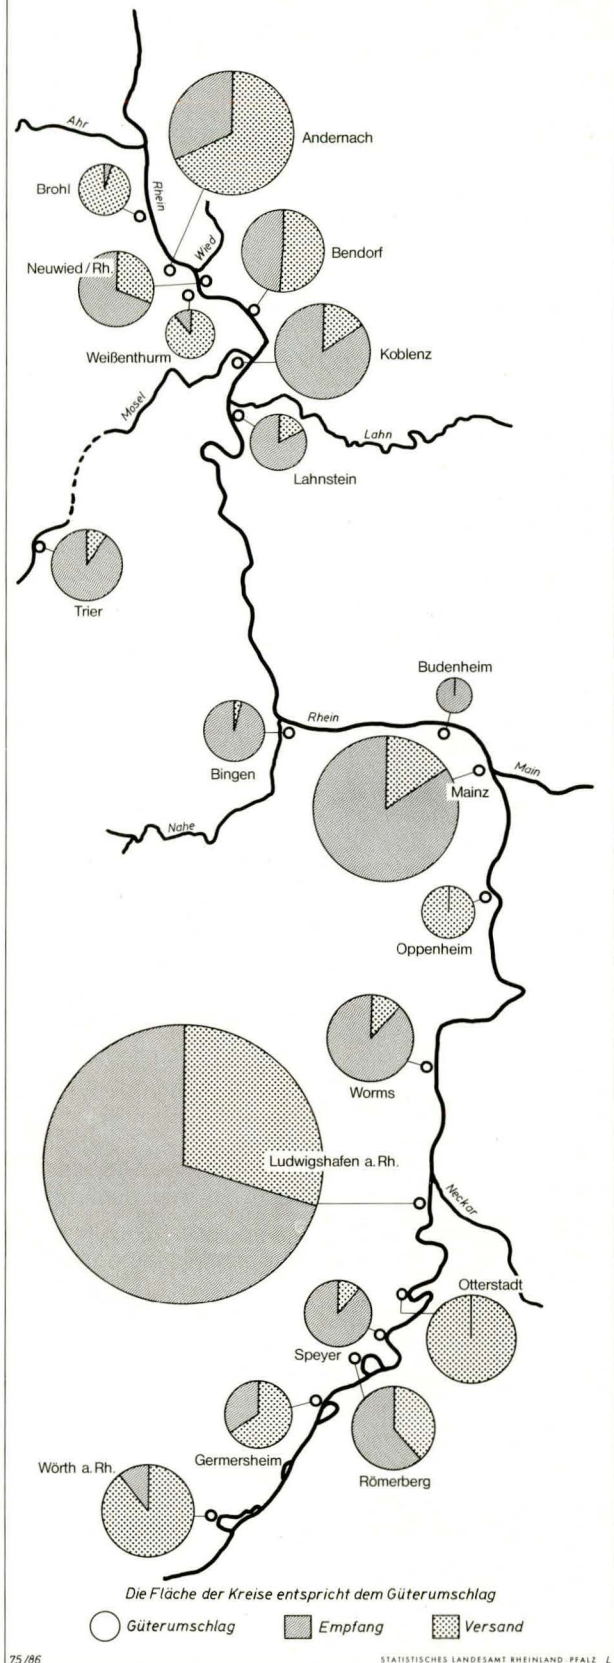 Ahr
Andernach
Brohl
Rhein
Wied
Bendorf
Neuwied/Rh.
Weißenthurm
Koblenz
Mosel
Lahn
Lahnstein
Trier
Budenheim
Rhein
Bingen
Main
Mainz
Nahe
Oppenheim
Worms
Ludwigshafen a. Rh.
Neckar
Otterstadt
Speyer
Germersheim
Römerberg
Wörth a. Rh.
Die Fläche der Kreise entspricht dem Güterumschlag
Güterumschlag Empfang Versand
75/86 STATISTISCHES LANDESAMT RHEINLAND-PFALZ L